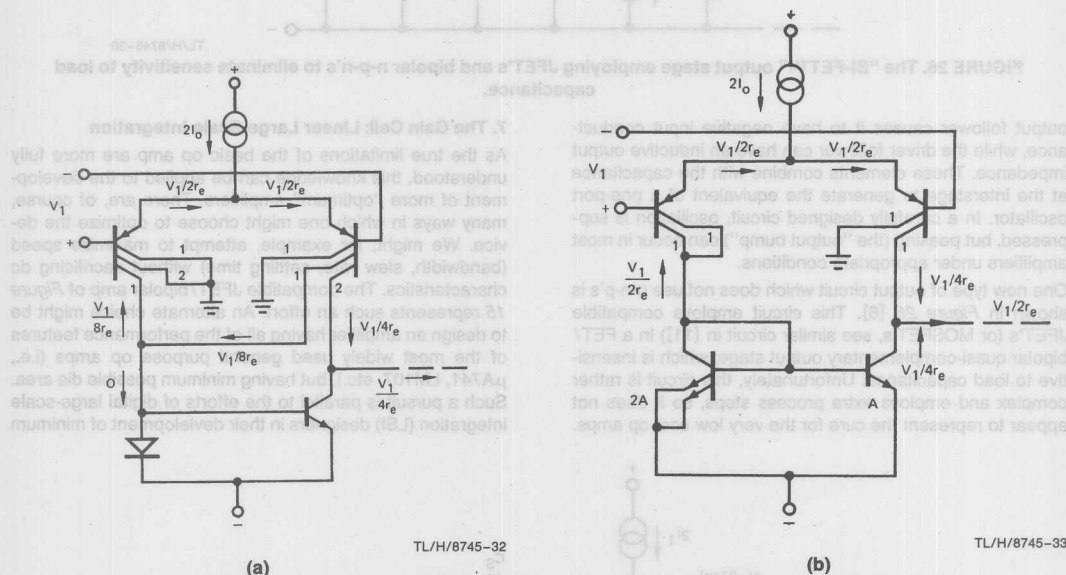 TL/H/8745-30
FIGURE 26. The "BI-FET" output stage employing JFET's and bipolar n-p-n's to eliminate sensitivity to load
capacitance.
output follower causes it to have negative input conduct-
ance, while the driver can have an inductive output
impedance. These elements combine with the capacitance
at the interstage to generate the equivalent of a one-port
oscillator. In a carefully designed circuit, oscillation is sup-
pressed, but peaking (the "output bump") can occur in most
amplifiers under appropriate conditions.
One new type of output circuit which does not use p-n-p's is
shown in Figure 26 [6]. This circuit employs compatible
JFET's (or MOSFET's, see similar circuit in [11]) in a FET/
bipolar quasi-complementary output stage which is insensi-
tive to load capacitance. Unfortunately, this circuit is rather
complex and employs extra process steps, so it does not
appear to represent the cure for the very low cost op amps.
7. The Gain Cell: Linear Large-Scale Integration
As the true limitations of the basic op amp are more fully
understood, this knowledge can be applied to the develop-
ment of more "optimum" amplifiers. There are, of course,
many ways in which one might choose to optimize the de-
vice. We might, for example, attempt to maximize speed
(bandwidth, slew rate, settling time) without sacrificing dc
characteristics. The compatible JFET/bipolar amp of Figure
15 represents such an effort. An alternate choice might be
to design an amplifier having all of the performance features
of the most widely used general purpose op amps (i.e.,
μA741, LM107, etc.) but having minimum possible die area.
Such a pursuit is parallel to the efforts of digital large-scale
integration (LSI) designers in their development of minimum
+
2I₀
−
V₁
V₁/2rₑ
V₁/2rₑ
+
1
2
1
1
2
V₁/8rₑ
V₁/4rₑ
V₁/8rₑ
0
V₁/4rₑ
−
TL/H/8745-32
(a)
+
2I₀
−
V₁
V₁/2rₑ
V₁/2rₑ
+
1
1
1
1
V₁/2rₑ
V₁/4rₑ
V₁/2rₑ
V₁/4rₑ
2A
A
−
TL/H/8745-33
(b)